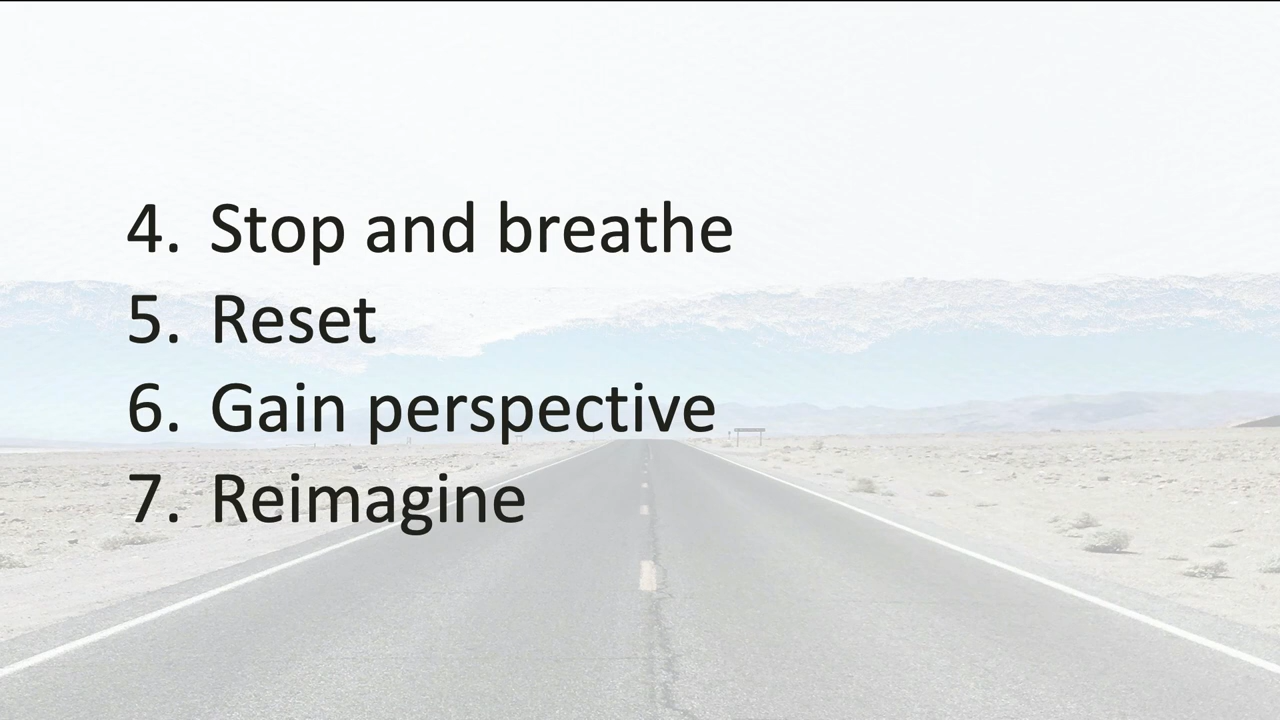 4. Stop and breathe
5. Reset
6. Gain perspective
7. Reimagine